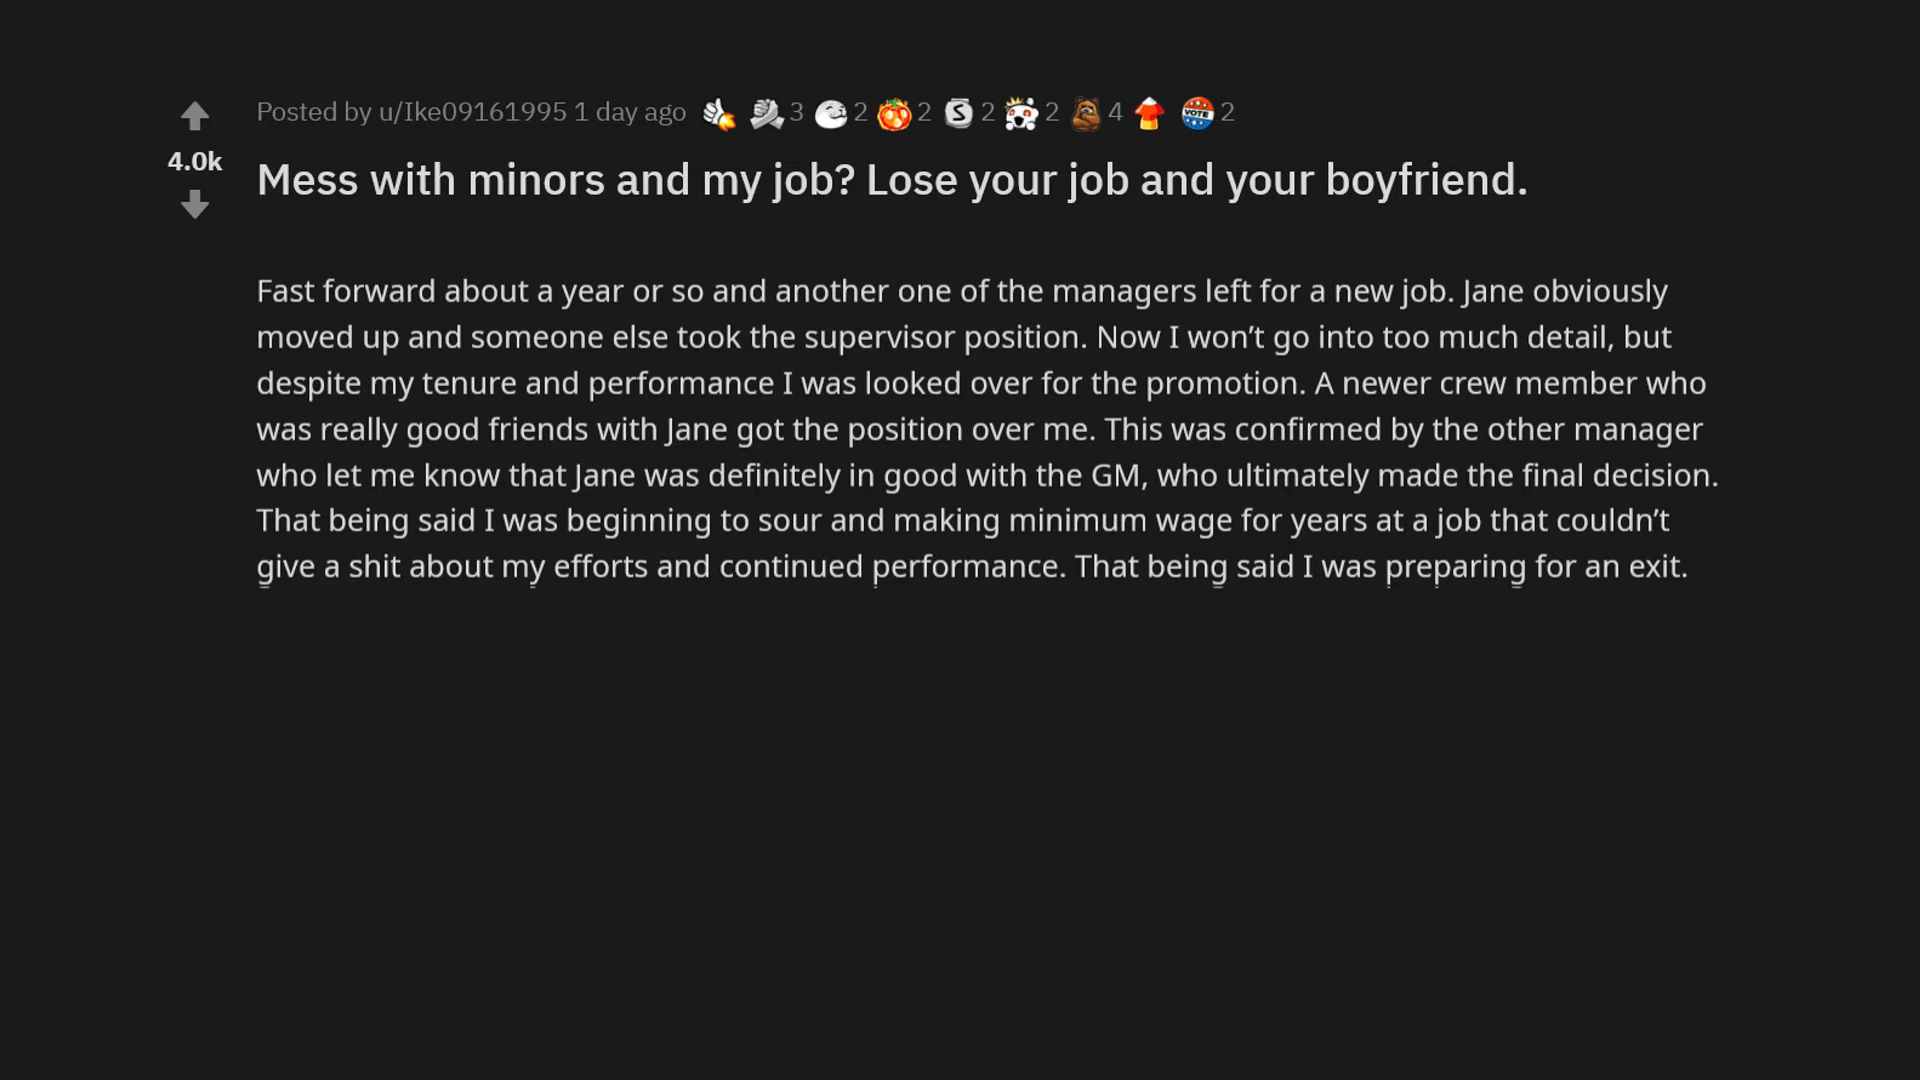 Posted by u/Ike09161995 1 day ago 3 2 2 S 2 2 4 VOTE 2
4.0k
Mess with minors and my job? Lose your job and your boyfriend.
Fast forward about a year or so and another one of the managers left for a new job. Jane obviously
moved up and someone else took the supervisor position. Now I won’t go into too much detail, but
despite my tenure and performance I was looked over for the promotion. A newer crew member who
was really good friends with Jane got the position over me. This was confirmed by the other manager
who let me know that Jane was definitely in good with the GM, who ultimately made the final decision.
That being said I was beginning to sour and making minimum wage for years at a job that couldn’t
give a shit about my efforts and continued performance. That being said I was preparing for an exit.